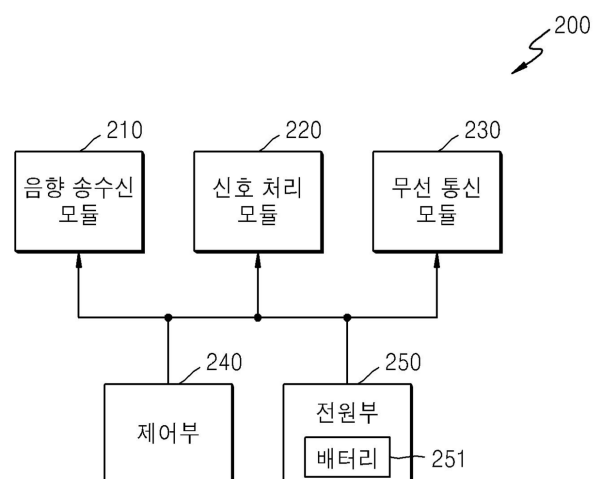 200
210
220
230
음향 송수신
모듈
신호 처리
모듈
무선 통신
모듈
240
250
제어부
전원부
배터리
251